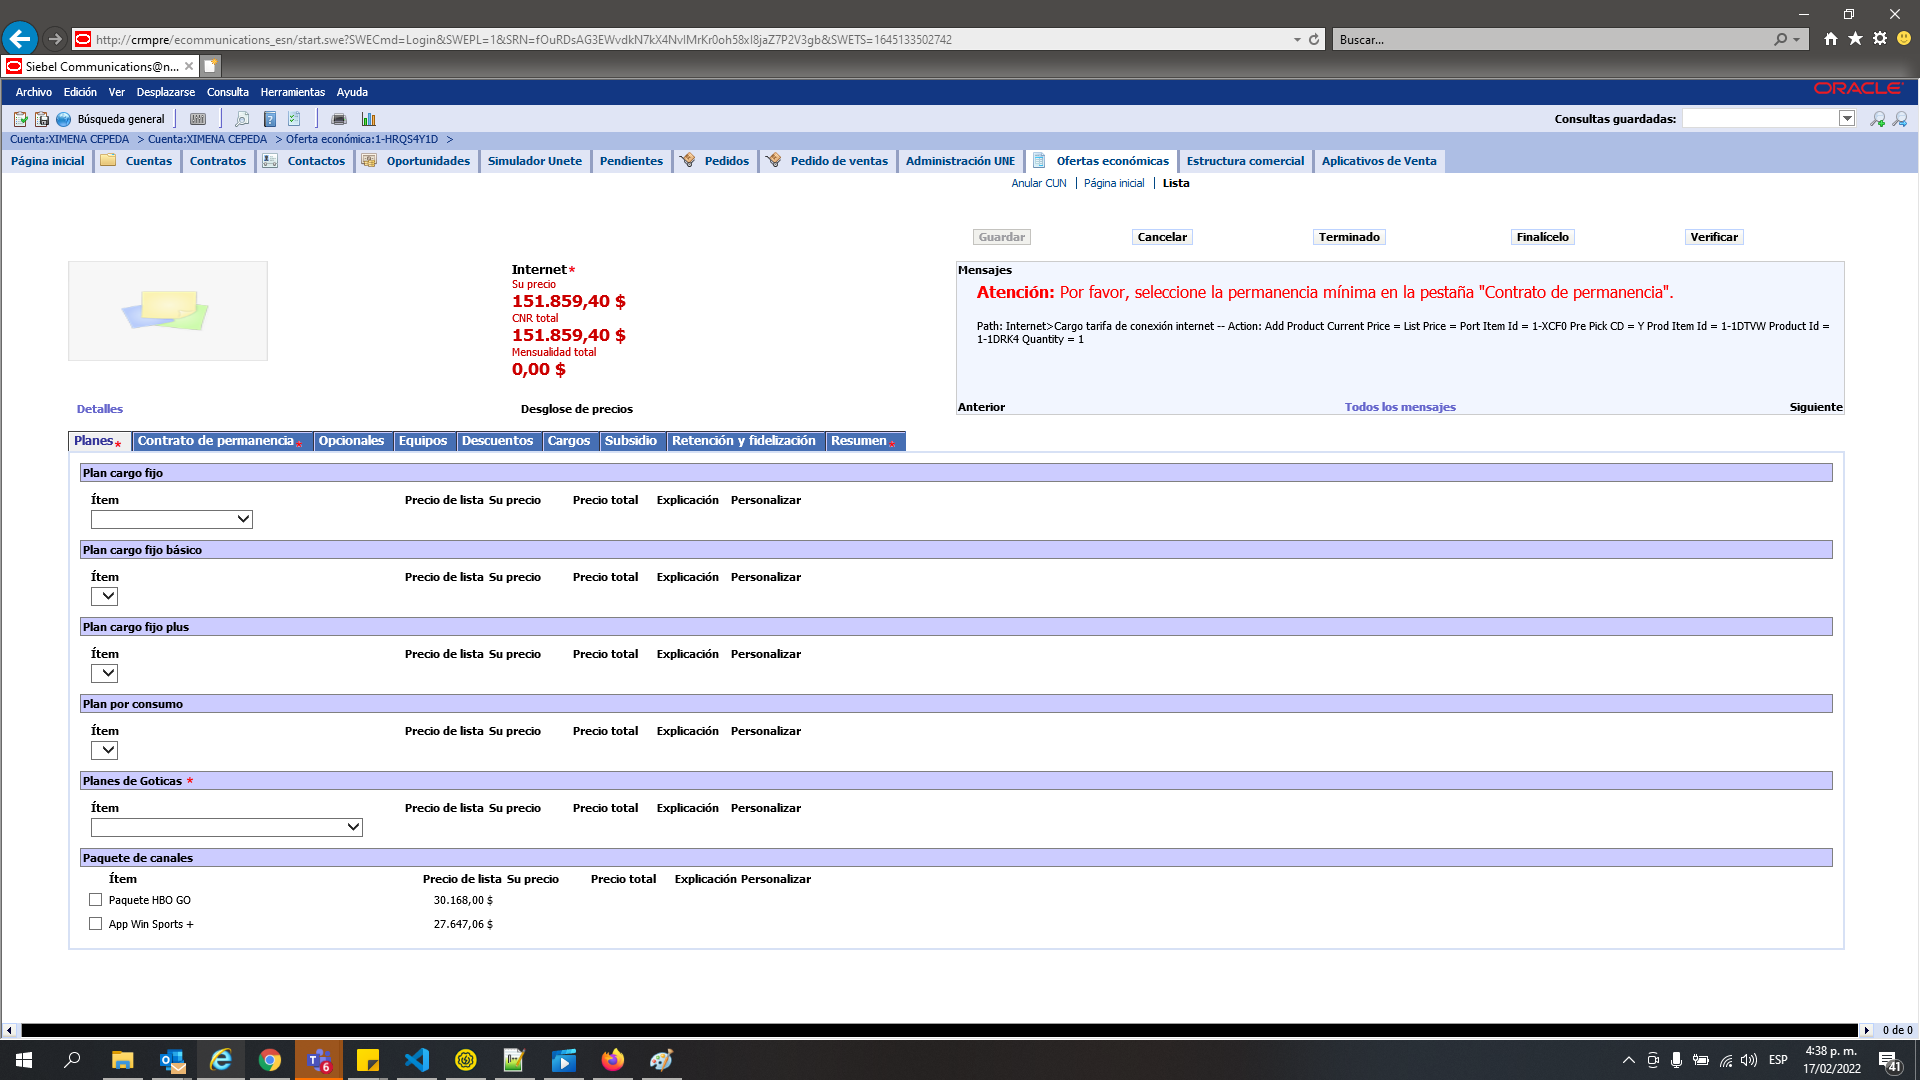 http://crmpre/ecommunications_esn/start.swe?SWECmd=Login&SWEPL=1&SRN=fOuRDsAG3EWvdkN7kX4NvIMrKr0oh58xl8jaZ7P2V3gb&SWETS=1645133502742
Buscar...
Siebel Communications@n...
Archivo Edición Ver Desplazarse Consulta Herramientas Ayuda
ORACLE
Búsqueda general
Consultas guardadas:
Cuenta:XIMENA CEPEDA > Cuenta:XIMENA CEPEDA > Oferta económica:1-HRQS4Y1D >
Página inicial Cuentas Contratos Contactos Oportunidades Simulador Unete Pendientes Pedidos Pedido de ventas Administración UNE Ofertas económicas Estructura comercial Aplicativos de Venta
Anular CUN | Página inicial | Lista
Guardar Cancelar Terminado Finalícelo Verificar
Internet*
Su precio
151.859,40 $
CNR total
151.859,40 $
Mensualidad total
0,00 $
Mensajes
Atención: Por favor, seleccione la permanencia mínima en la pestaña "Contrato de permanencia".
Path: Internet>Cargo tarifa de conexión internet -- Action: Add Product Current Price = List Price = Port Item Id = 1-XCF0 Pre Pick CD = Y Prod Item Id = 1-1DTVW Product Id =
1-1DRK4 Quantity = 1
Anterior Todos los mensajes Siguiente
Detalles Desglose de precios
Planes* Contrato de permanencia* Opcionales Equipos Descuentos Cargos Subsidio Retención y fidelización Resumen*
Plan cargo fijo
Ítem Precio de lista Su precio Precio total Explicación Personalizar
Plan cargo fijo básico
Ítem Precio de lista Su precio Precio total Explicación Personalizar
Plan cargo fijo plus
Ítem Precio de lista Su precio Precio total Explicación Personalizar
Plan por consumo
Ítem Precio de lista Su precio Precio total Explicación Personalizar
Planes de Goticas *
Ítem Precio de lista Su precio Precio total Explicación Personalizar
Paquete de canales
Ítem Precio de lista Su precio Precio total Explicación Personalizar
Paquete HBO GO 30.168,00 $
App Win Sports + 27.647,06 $
0 de 0
6
ESP
4:38 p. m.
17/02/2022
41